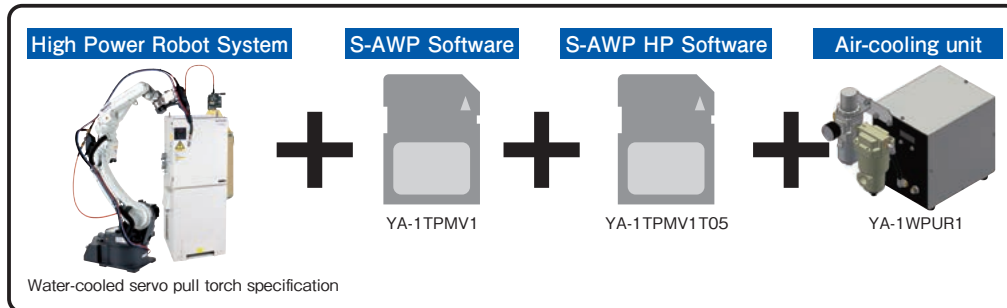 High Power Robot System
S-AWP Software
S-AWP HP Software
Air-cooling unit
YA-1TPMV1
YA-1TPMV1T05
YA-1WPUR1
Water-cooled servo pull torch specification